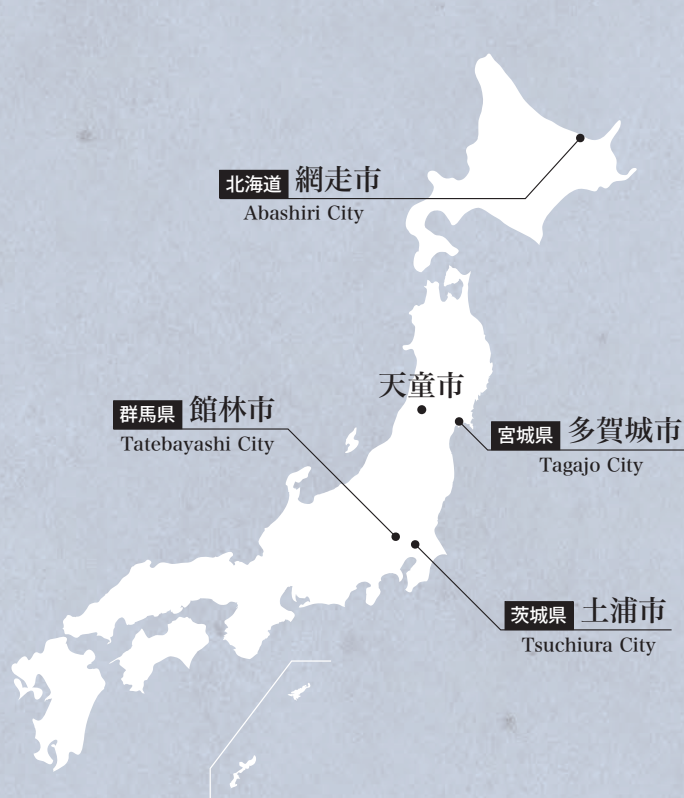 北海道 網走市
Abashiri City
天童市
群馬県 館林市
Tatebayashi City
宮城県 多賀城市
Tagajo City
茨城県 土浦市
Tsuchiura City